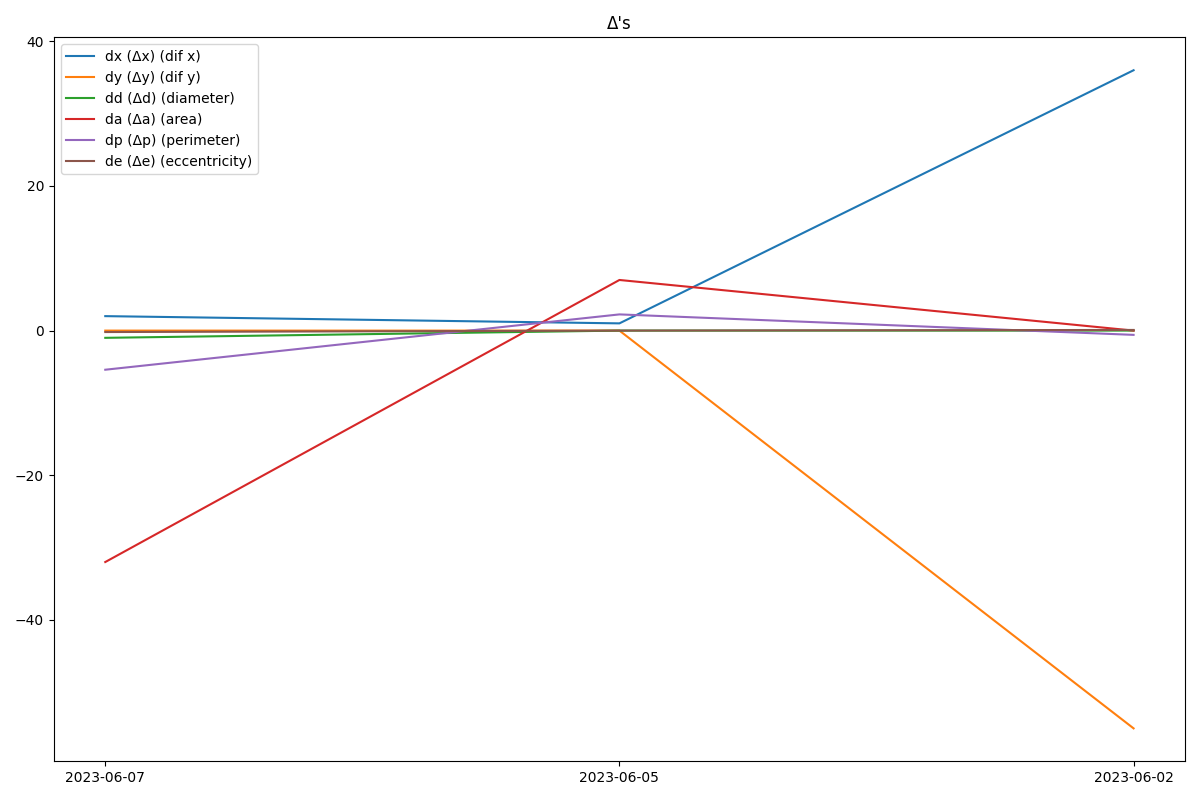 Δ's
dx (Δx) (dif x)
dy (Δy) (dif y)
dd (Δd) (diameter)
da (Δa) (area)
dp (Δp) (perimeter)
de (Δe) (eccentricity)
40
20
0
−20
−40
2023-06-07 2023-06-05 2023-06-02